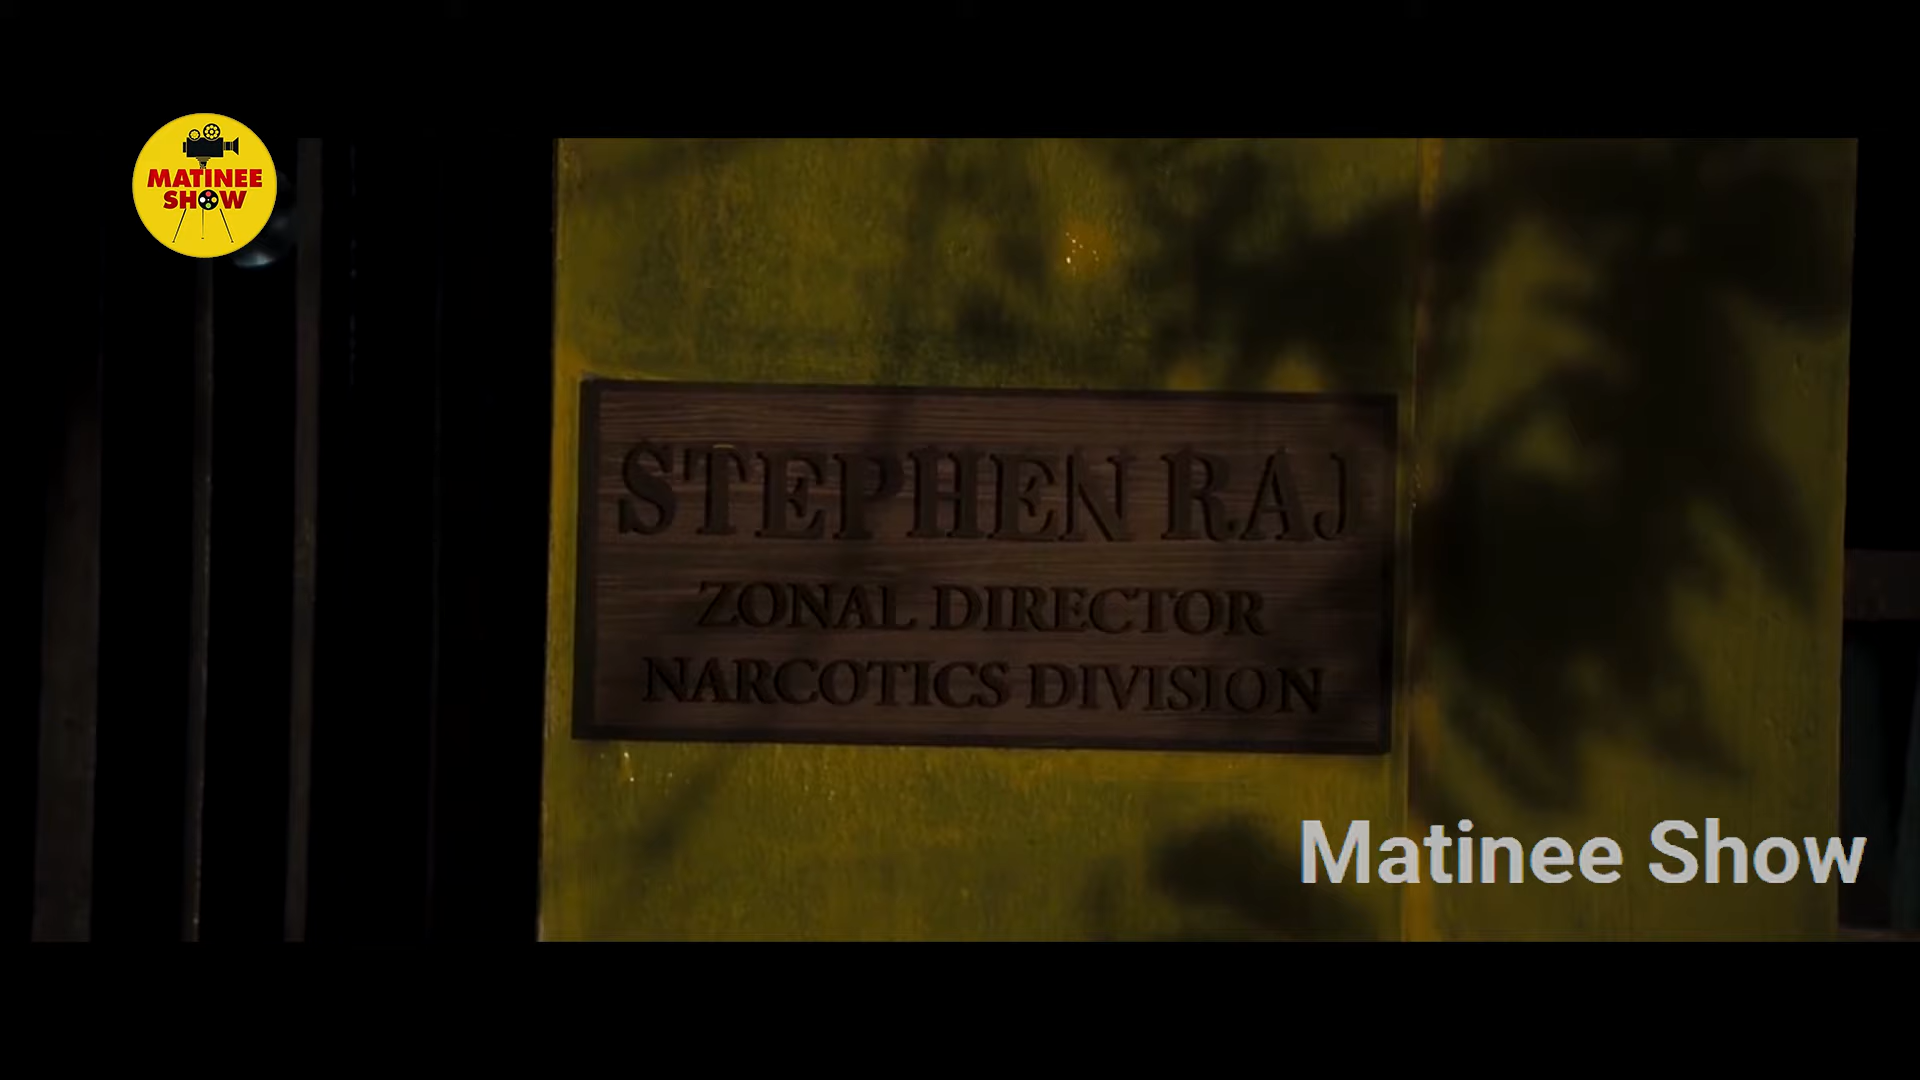 MATINEE
SHOW
STEPHEN RAJ
ZONAL DIRECTOR
NARCOTICS DIVISION
Matinee Show